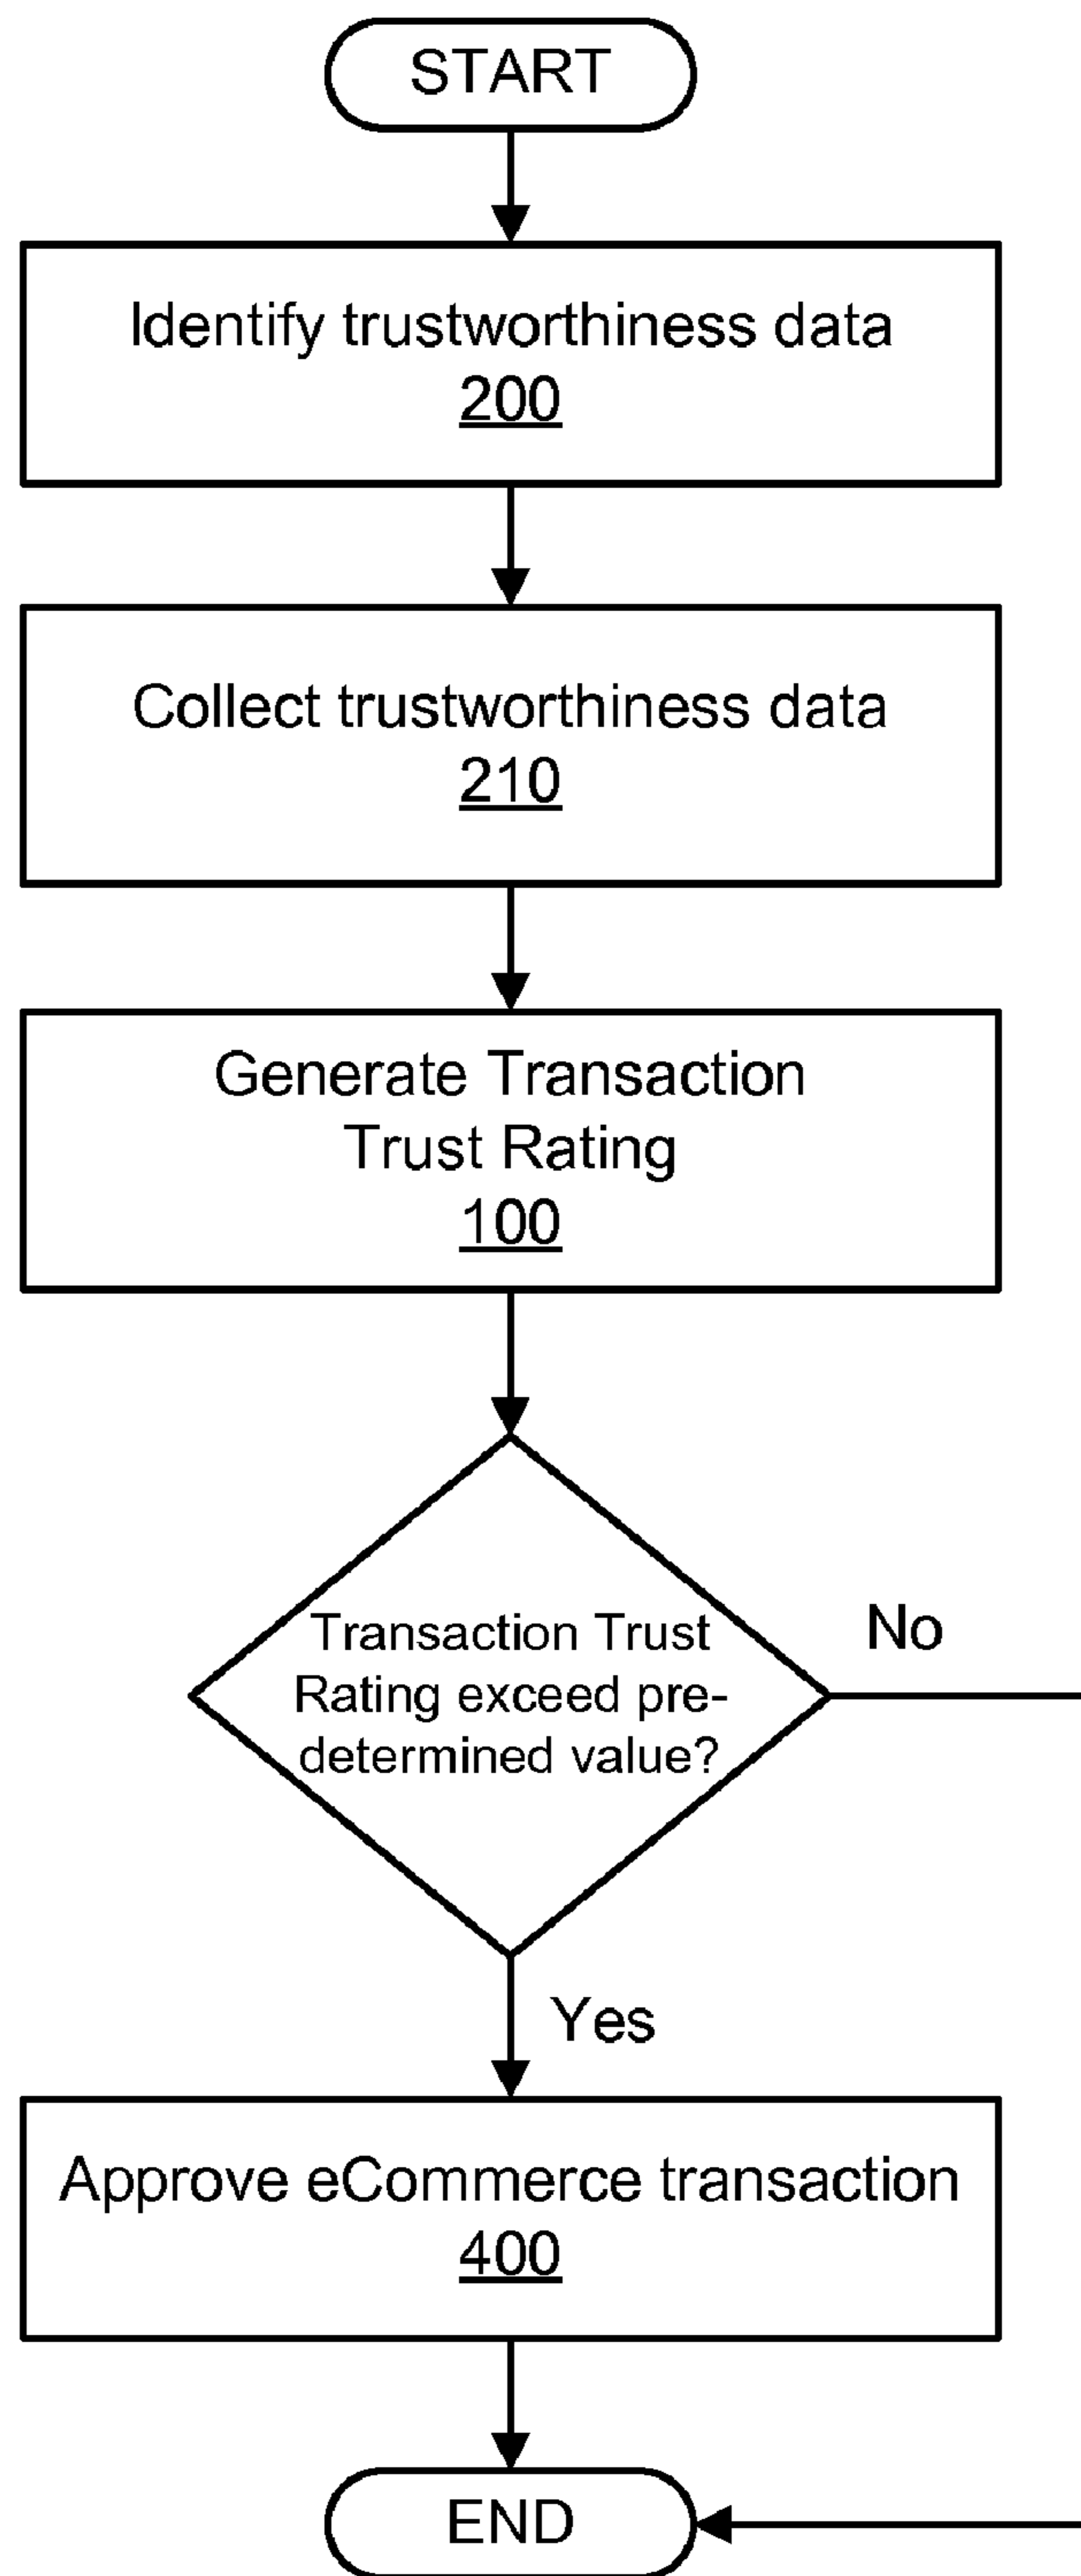 START
Identify trustworthiness data
200
Collect trustworthiness data
210
Generate Transaction
Trust Rating
100
Transaction Trust
Rating exceed pre-
determined value?
No
Yes
Approve eCommerce transaction
400
END